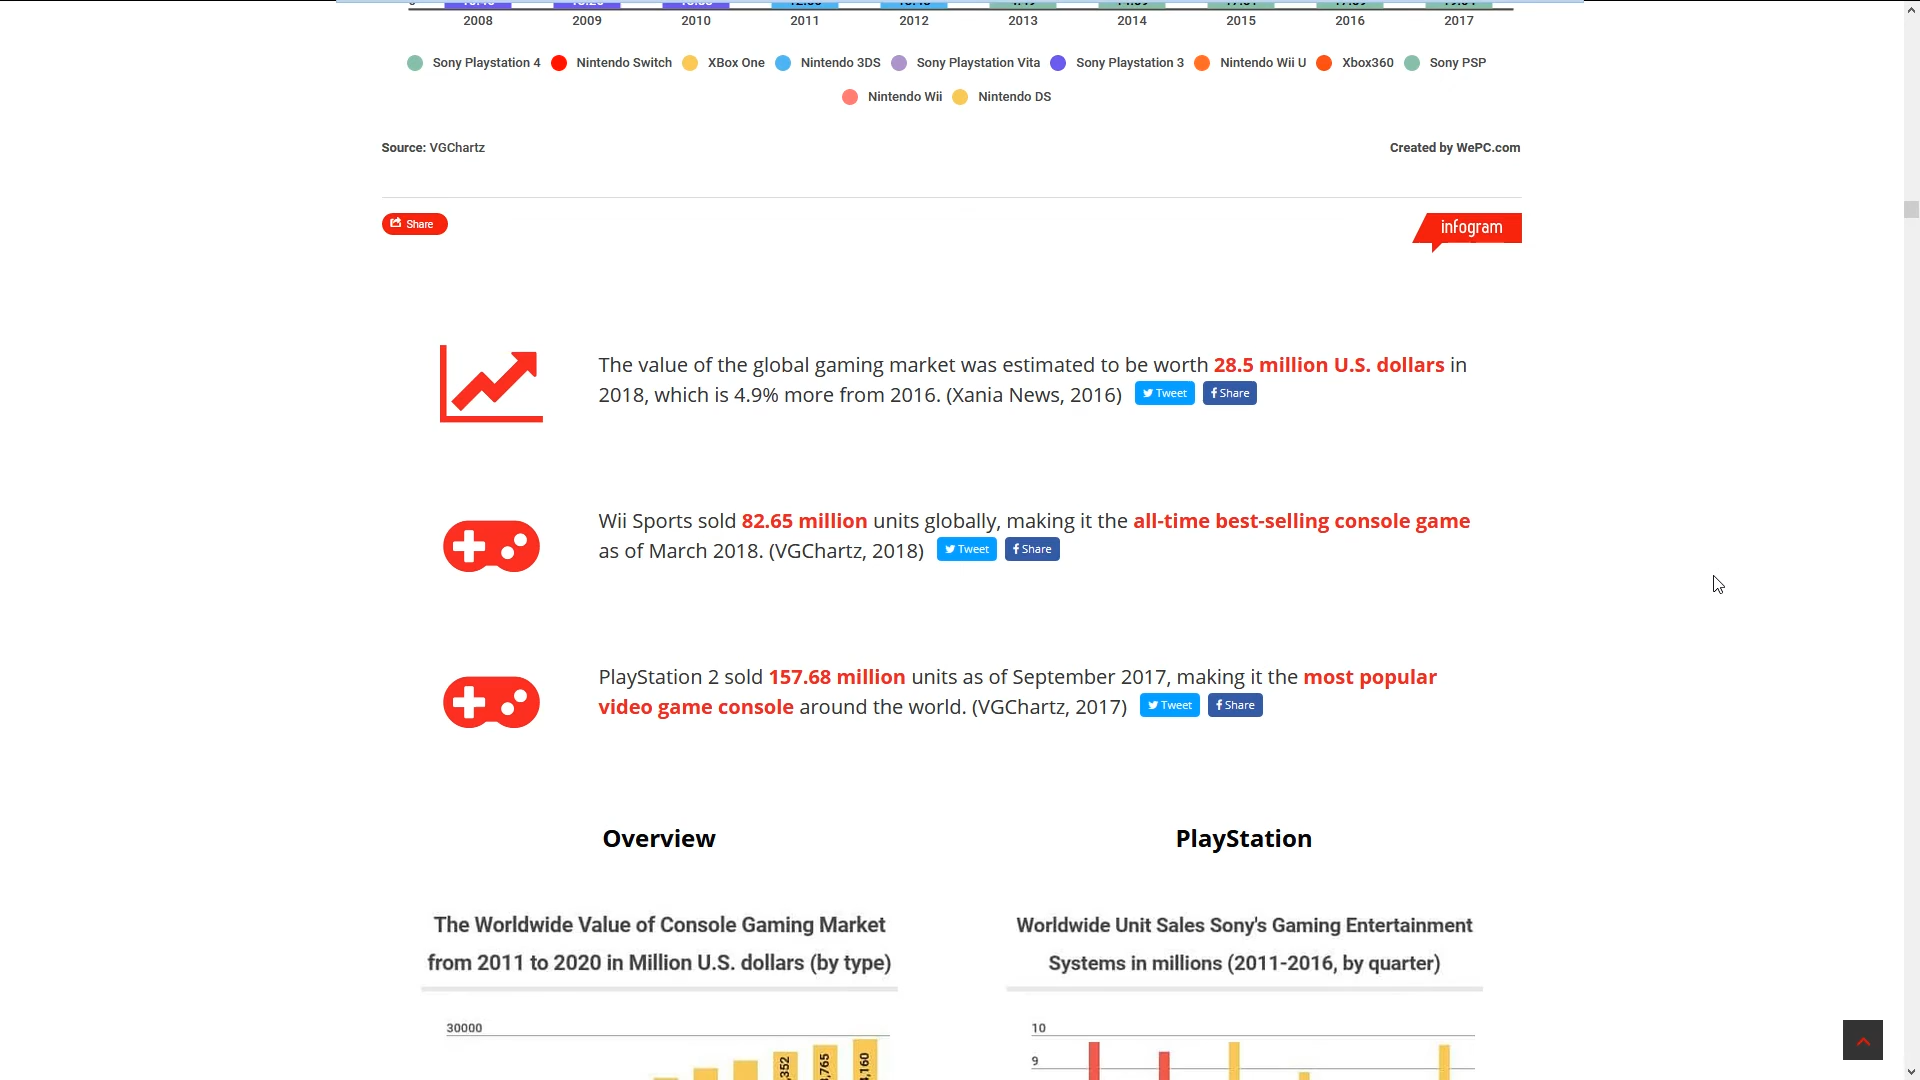 2008 2009 2010 2011 2012 2013 2014 2015 2016 2017
Sony Playstation 4 Nintendo Switch XBox One Nintendo 3DS Sony Playstation Vita Sony Playstation 3 Nintendo Wii U Xbox360 Sony PSP
Nintendo Wii Nintendo DS
Source: VGChartz Created by WePC.com
Share infogram
The value of the global gaming market was estimated to be worth 28.5 million U.S. dollars in
2018, which is 4.9% more from 2016. (Xania News, 2016) Tweet Share
Wii Sports sold 82.65 million units globally, making it the all-time best-selling console game
as of March 2018. (VGChartz, 2018) Tweet Share
PlayStation 2 sold 157.68 million units as of September 2017, making it the most popular
video game console around the world. (VGChartz, 2017) Tweet Share
Overview PlayStation
The Worldwide Value of Console Gaming Market
from 2011 to 2020 in Million U.S. dollars (by type)
Worldwide Unit Sales Sony's Gaming Entertainment
Systems in millions (2011-2016, by quarter)
30000
10
9